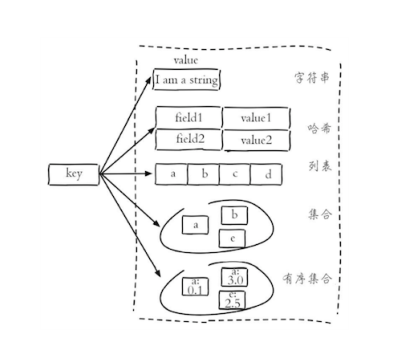 value
I am a string
字符串
field1 value1
哈希
field2 value2
列表
key
a b c d
集合
b
a
e
有序集合
a:
3.0
a:
0.1
e:
2.5